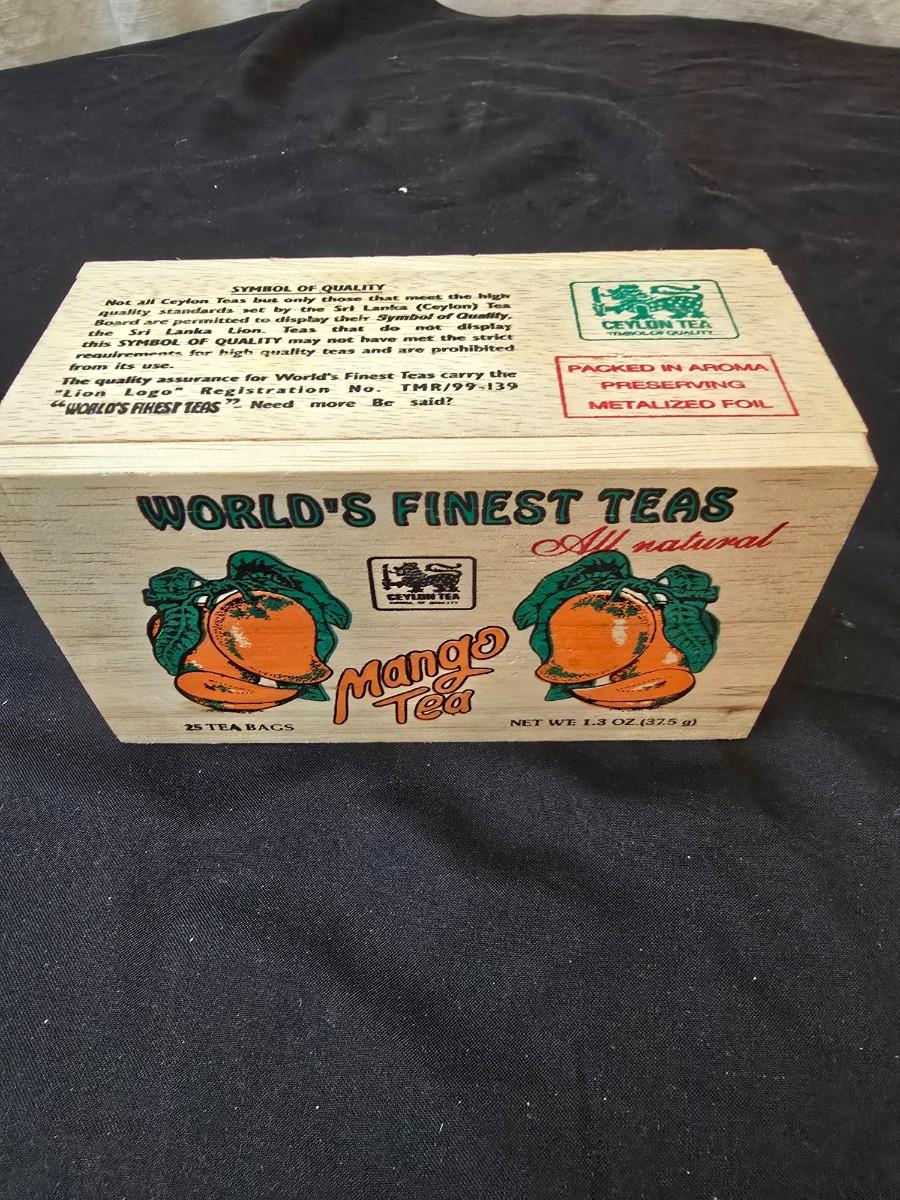 SYMBOL OF QUALITY
Not all Ceylon Teas but only those that meet the high
quality standards set by the Sri Lanka (Ceylon) Tea
Board are permitted to display their Symbol of Quality,
the Sri Lanka Lion. Teas that do not display
this SYMBOL OF QUALITY may not have met the strict
requirements for high quality teas and are prohibited
from its use.
The quality assurance for World's Finest Teas carry the
"Lion Logo" Registration No. TMR/99-139
"WORLD'S FINEST TEAS" Need more Be said?
CEYLON TEA
SYMBOL OF QUALITY
PACKED IN AROMA
PRESERVING
METALIZED FOIL
WORLD'S FINEST TEAS
All natural
CEYLON TEA
SYMBOL OF QUALITY
Mango
Tea
25 TEA BAGS
NET WT. 1.3 OZ.(37.5 g)